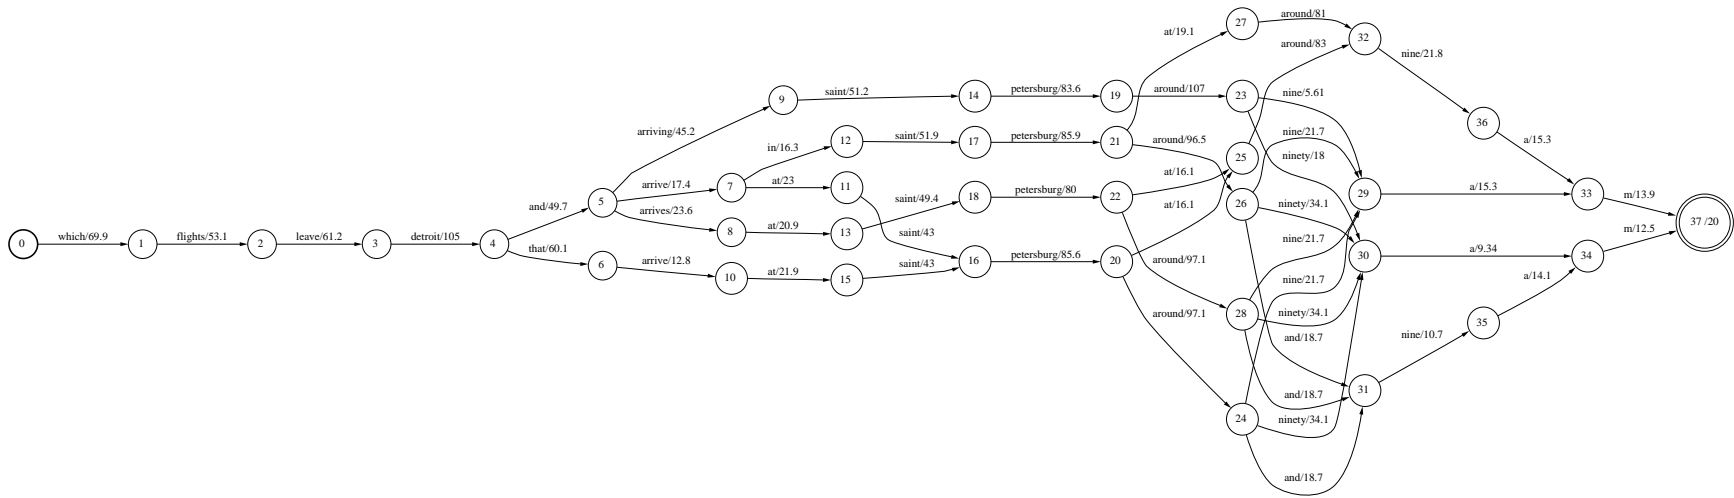 0
which/69.9
1
flights/53.1
2
leave/61.2
3
detroit/105
4
and/49.7
that/60.1
5
6
arriving/45.2
arrive/17.4
arrives/23.6
arrive/12.8
9
7
8
10
saint/51.2
in/16.3
at/23
at/20.9
at/21.9
12
11
13
15
saint/51.9
saint/49.4
saint/43
saint/43
14
17
18
16
petersburg/83.6
petersburg/85.9
petersburg/80
petersburg/85.6
19
21
22
20
at/19.1
around/107
around/96.5
at/16.1
at/16.1
around/97.1
around/97.1
27
23
25
26
28
24
around/81
around/83
nine/5.61
nine/21.7
ninety/18
ninety/34.1
nine/21.7
nine/21.7
ninety/34.1
and/18.7
and/18.7
ninety/34.1
and/18.7
32
29
30
31
nine/21.8
a/15.3
a/9.34
nine/10.7
36
35
a/15.3
a/14.1
33
34
m/13.9
m/12.5
37 /20